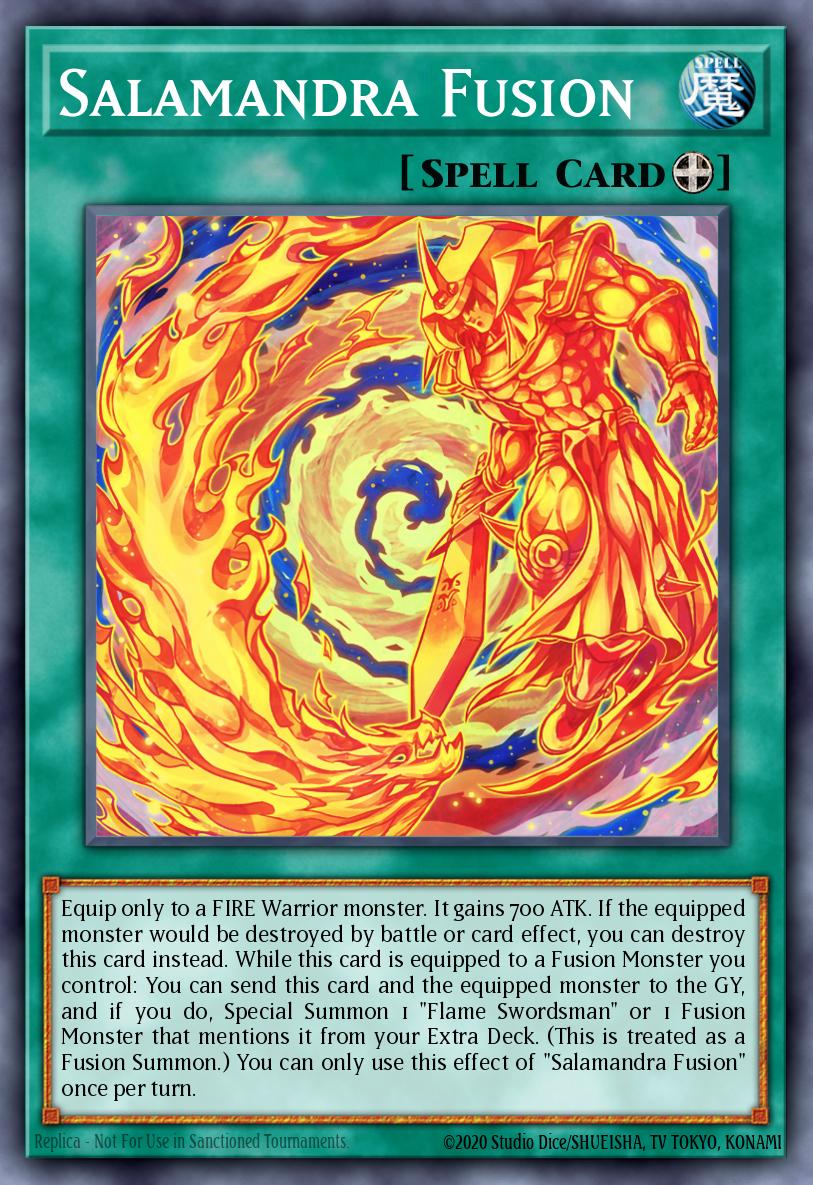 Salamandra Fusion
SPELL
魔
[Spell Card]
Equip only to a FIRE Warrior monster. It gains 700 ATK. If the equipped
monster would be destroyed by battle or card effect, you can destroy
this card instead. While this card is equipped to a Fusion Monster you
control: You can send this card and the equipped monster to the GY,
and if you do, Special Summon 1 "Flame Swordsman" or 1 Fusion
Monster that mentions it from your Extra Deck. (This is treated as a
Fusion Summon.) You can only use this effect of "Salamandra Fusion"
once per turn.
Replica - Not For Use in Sanctioned Tournaments.
©2020 Studio Dice/SHUEISHA, TV TOKYO, KONAMI